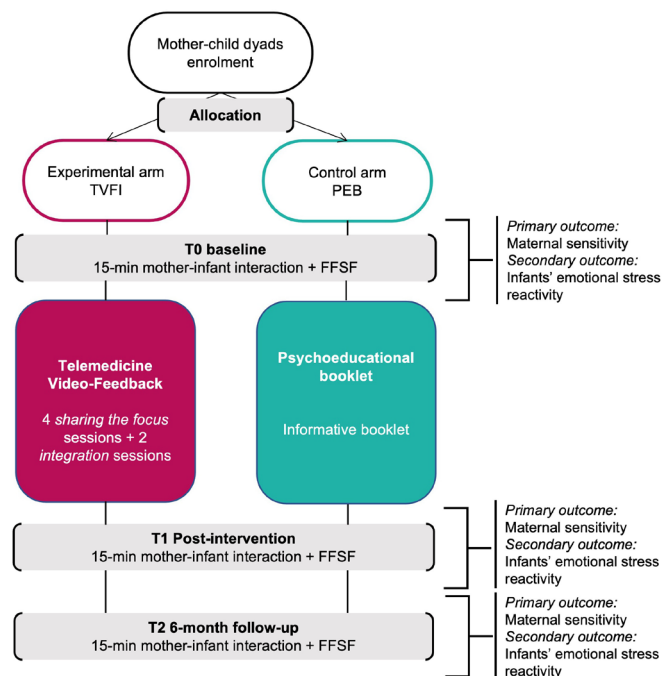 Mother-child dyads
enrolment
Allocation
Experimental arm
TVFI
Control arm
PEB
T0 baseline
15-min mother-infant interaction + FFSF
Primary outcome:
Maternal sensitivity
Secondary outcome:
Infants' emotional stress
reactivity
Telemedicine
Video-Feedback
4 sharing the focus
sessions + 2
integration sessions
Psychoeducational
booklet
Informative booklet
T1 Post-intervention
15-min mother-infant interaction + FFSF
Primary outcome:
Maternal sensitivity
Secondary outcome:
Infants' emotional stress
reactivity
T2 6-month follow-up
15-min mother-infant interaction + FFSF
Primary outcome:
Maternal sensitivity
Secondary outcome:
Infants' emotional stress
reactivity